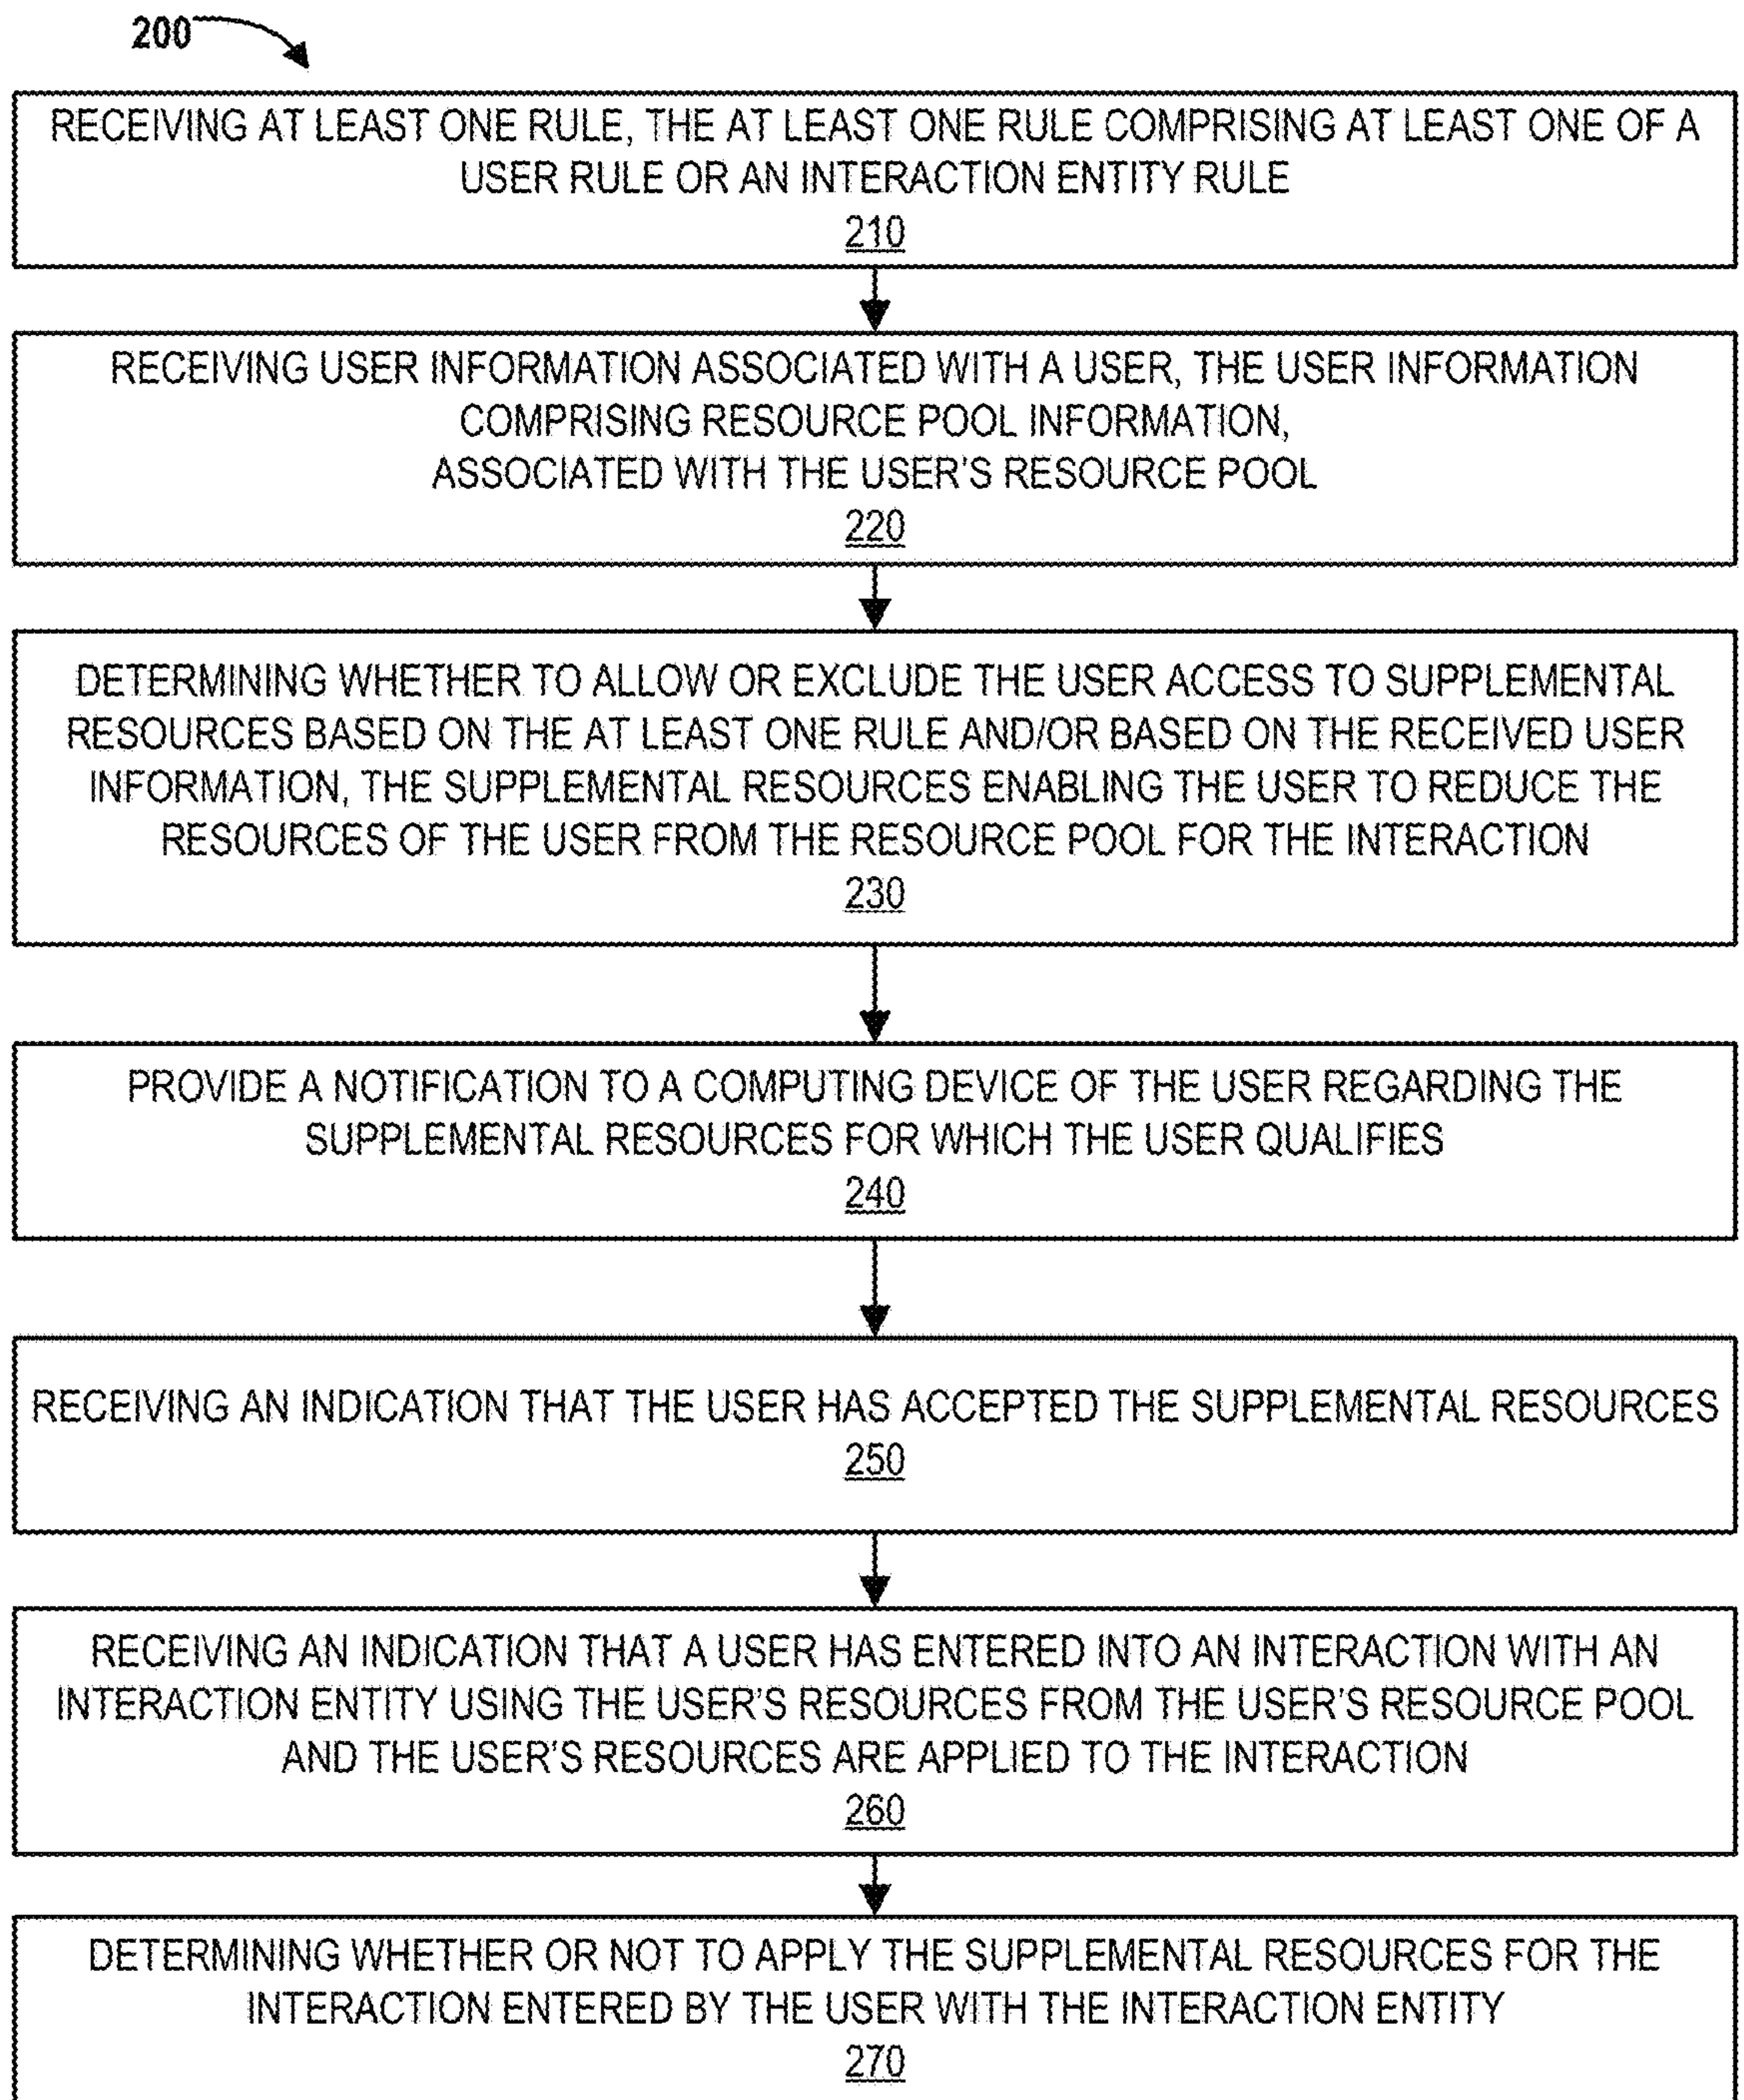 200
RECEIVING AT LEAST ONE RULE, THE AT LEAST ONE RULE COMPRISING AT LEAST ONE OF A
USER RULE OR AN INTERACTION ENTITY RULE
210
RECEIVING USER INFORMATION ASSOCIATED WITH A USER, THE USER INFORMATION
COMPRISING RESOURCE POOL INFORMATION,
ASSOCIATED WITH THE USER'S RESOURCE POOL
220
DETERMINING WHETHER TO ALLOW OR EXCLUDE THE USER ACCESS TO SUPPLEMENTAL
RESOURCES BASED ON THE AT LEAST ONE RULE AND/OR BASED ON THE RECEIVED USER
INFORMATION, THE SUPPLEMENTAL RESOURCES ENABLING THE USER TO REDUCE THE
RESOURCES OF THE USER FROM THE RESOURCE POOL FOR THE INTERACTION
230
PROVIDE A NOTIFICATION TO A COMPUTING DEVICE OF THE USER REGARDING THE
SUPPLEMENTAL RESOURCES FOR WHICH THE USER QUALIFIES
240
RECEIVING AN INDICATION THAT THE USER HAS ACCEPTED THE SUPPLEMENTAL RESOURCES
250
RECEIVING AN INDICATION THAT A USER HAS ENTERED INTO AN INTERACTION WITH AN
INTERACTION ENTITY USING THE USER'S RESOURCES FROM THE USER'S RESOURCE POOL
AND THE USER'S RESOURCES ARE APPLIED TO THE INTERACTION
260
DETERMINING WHETHER OR NOT TO APPLY THE SUPPLEMENTAL RESOURCES FOR THE
INTERACTION ENTERED BY THE USER WITH THE INTERACTION ENTITY
270